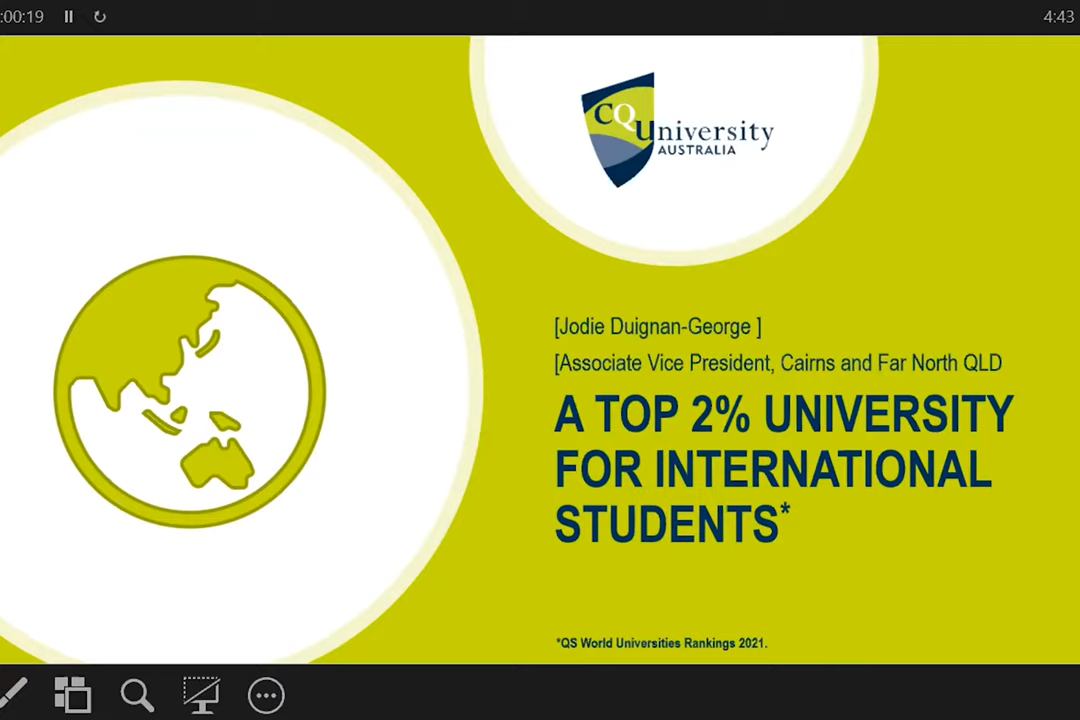 :00:19
4:43
CQUniversity
AUSTRALIA
[Jodie Duignan-George ]
[Associate Vice President, Cairns and Far North QLD
A TOP 2% UNIVERSITY
FOR INTERNATIONAL
STUDENTS*
*QS World Universities Rankings 2021.